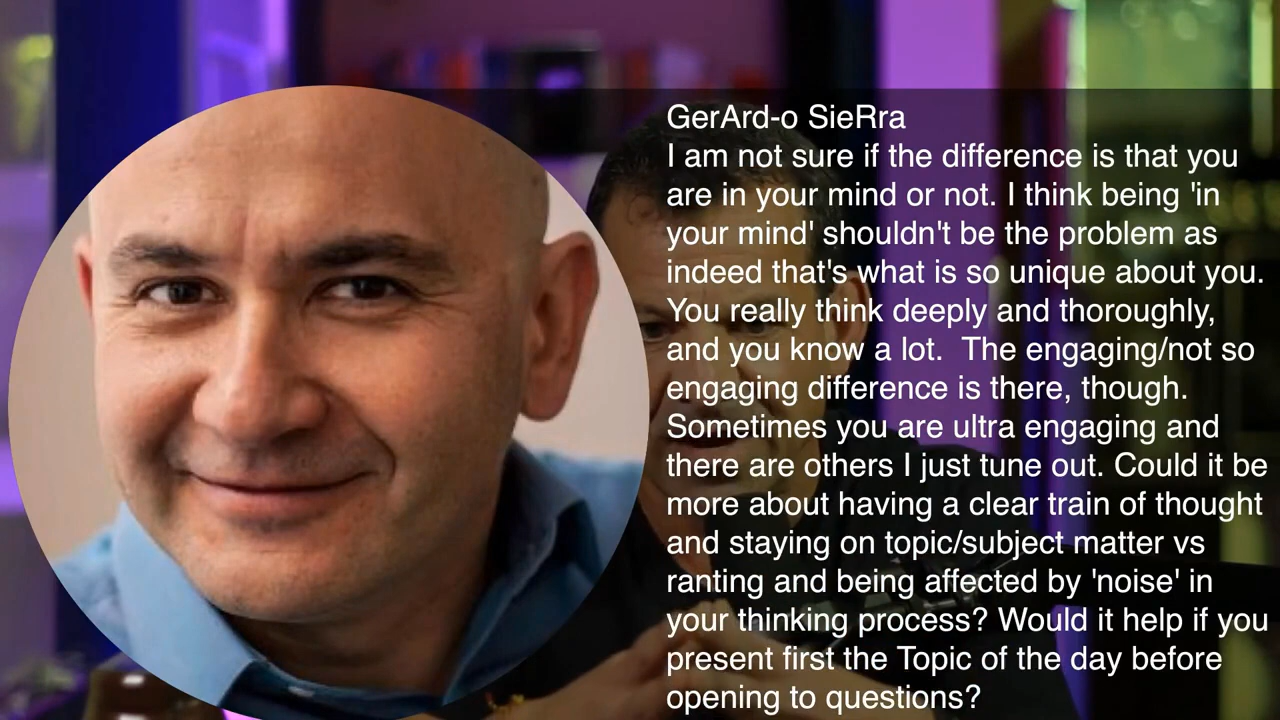 GerArd-o SieRra
I am not sure if the difference is that you
are in your mind or not. I think being 'in
your mind' shouldn't be the problem as
indeed that's what is so unique about you.
You really think deeply and thoroughly,
and you know a lot.  The engaging/not so
engaging difference is there, though.
Sometimes you are ultra engaging and
there are others I just tune out. Could it be
more about having a clear train of thought
and staying on topic/subject matter vs
ranting and being affected by 'noise' in
your thinking process? Would it help if you
present first the Topic of the day before
opening to questions?